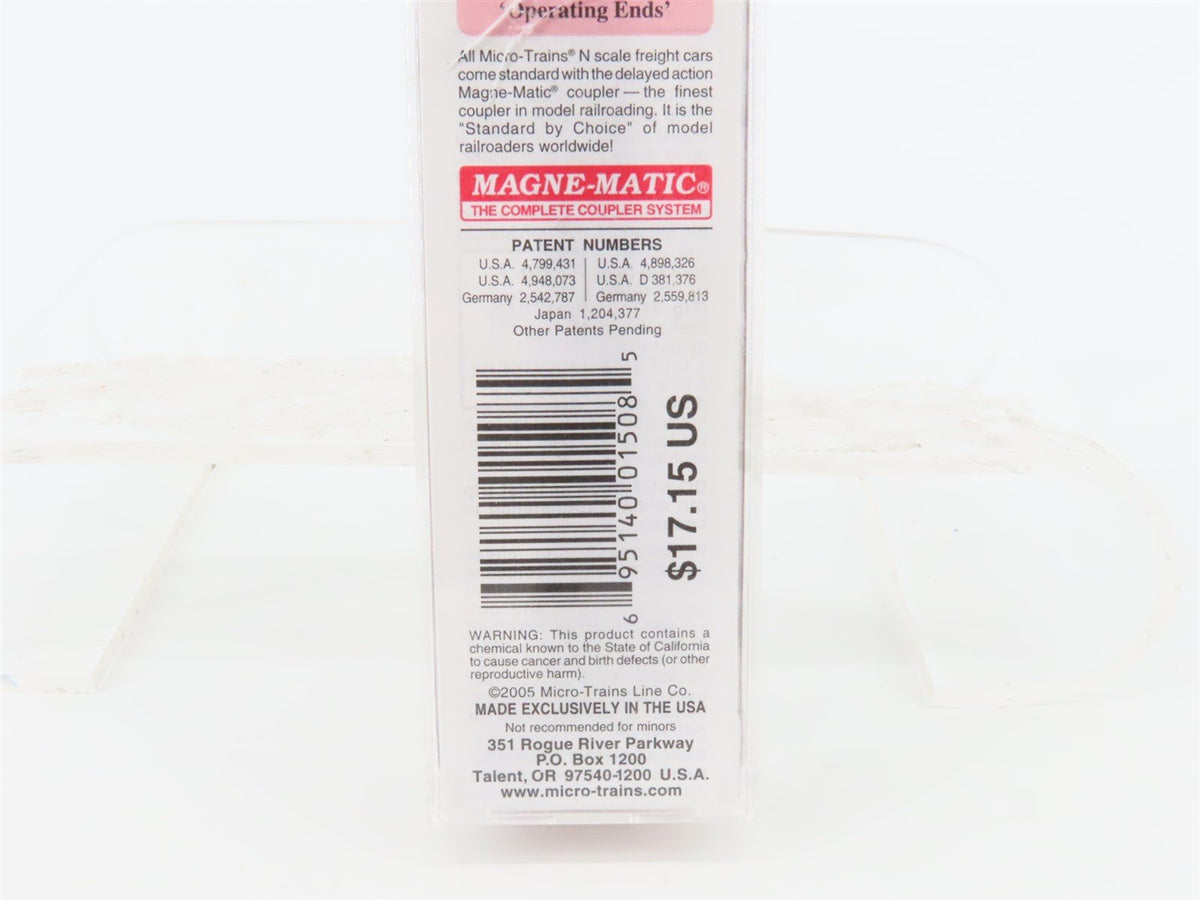 'Operating Ends'
All Micro-Trains® N scale freight cars
come standard with the delayed action
Magne-Matic® coupler — the finest
coupler in model railroading. It is the
"Standard by Choice" of model
railroaders worldwide!
MAGNE-MATIC®
THE COMPLETE COUPLER SYSTEM
PATENT NUMBERS
U.S.A. 4,799,431 U.S.A. 4,898,326
U.S.A. 4,948,073 U.S.A. D 381,376
Germany 2,542,787 Germany 2,559,813
Japan 1,204,377
Other Patents Pending
6 95140 01508 5
$17.15 US
WARNING: This product contains a
chemical known to the State of California
to cause cancer and birth defects (or other
reproductive harm).
©2005 Micro-Trains Line Co.
MADE EXCLUSIVELY IN THE USA
Not recommended for minors
351 Rogue River Parkway
P.O. Box 1200
Talent, OR 97540-1200 U.S.A.
www.micro-trains.com